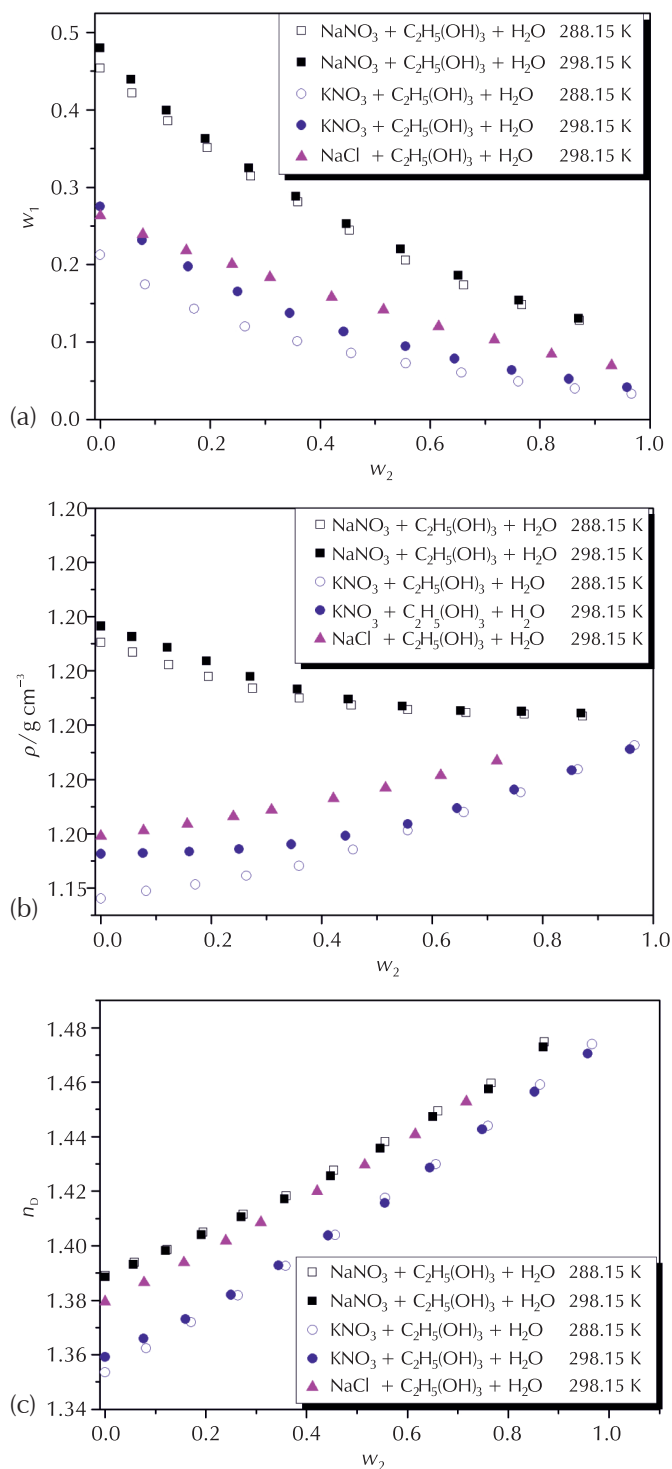 0.5
0.4
0.3
0.2
0.1
0.0
w₁
NaNO₃ + C₂H₅(OH)₃ + H₂O 288.15 K
NaNO₃ + C₂H₅(OH)₃ + H₂O 298.15 K
KNO₃ + C₂H₅(OH)₃ + H₂O 288.15 K
KNO₃ + C₂H₅(OH)₃ + H₂O 298.15 K
NaCl + C₂H₅(OH)₃ + H₂O 298.15 K
0.0 0.2 0.4 0.6 0.8 1.0
(a)
w₂
1.20
1.20
1.20
1.20
1.20
1.20
1.20
1.15
ρ / g cm⁻³
NaNO₃ + C₂H₅(OH)₃ + H₂O 288.15 K
NaNO₃ + C₂H₅(OH)₃ + H₂O 298.15 K
KNO₃ + C₂H₅(OH)₃ + H₂O 288.15 K
KNO₃ + C₂H₅(OH)₃ + H₂O 298.15 K
NaCl + C₂H₅(OH)₃ + H₂O 298.15 K
(b)
0.0 0.2 0.4 0.6 0.8 1.0
w₂
1.48
1.46
1.44
1.42
1.40
1.38
1.36
1.34
n_D
NaNO₃ + C₂H₅(OH)₃ + H₂O 288.15 K
NaNO₃ + C₂H₅(OH)₃ + H₂O 298.15 K
KNO₃ + C₂H₅(OH)₃ + H₂O 288.15 K
KNO₃ + C₂H₅(OH)₃ + H₂O 298.15 K
NaCl + C₂H₅(OH)₃ + H₂O 298.15 K
(c)
0.0 0.2 0.4 0.6 0.8 1.0
w₂